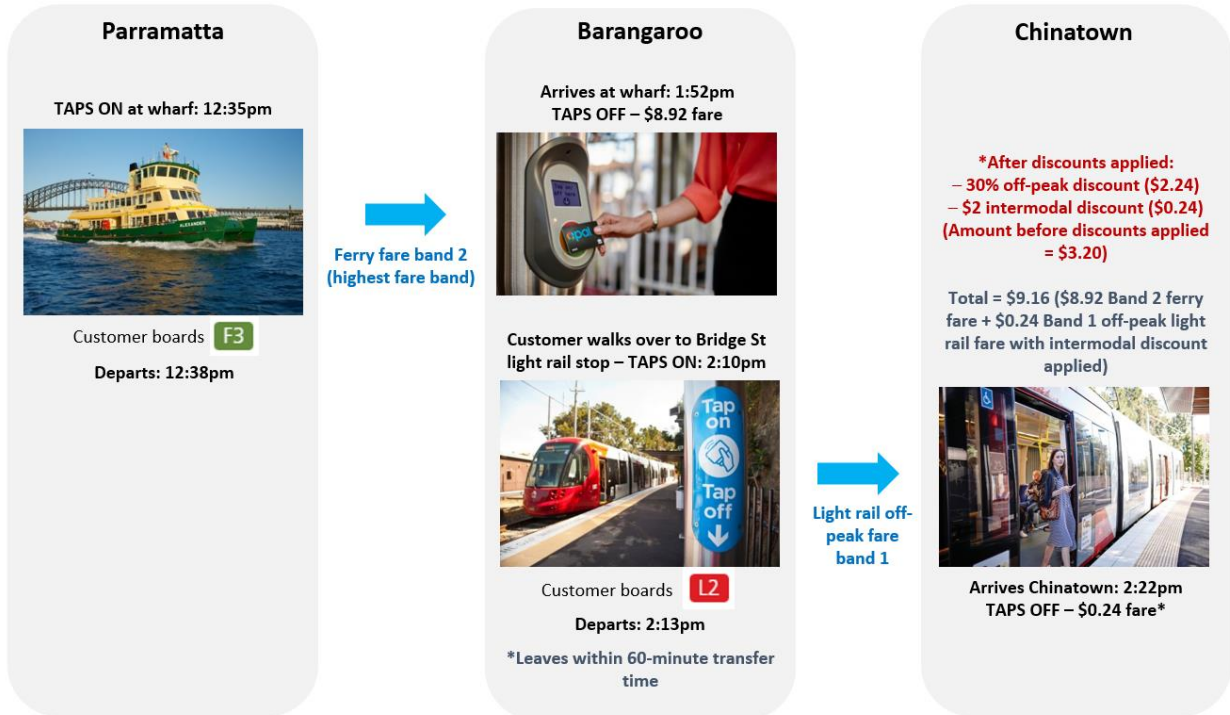 Parramatta
TAPS ON at wharf: 12:35pm
ALEXANDER
Customer boards F3
Departs: 12:38pm
Ferry fare band 2
(highest fare band)
Barangaroo
Arrives at wharf: 1:52pm
TAPS OFF – $8.92 fare
opal
Customer walks over to Bridge St
light rail stop – TAPS ON: 2:10pm
Tap
on
Tap
off
Customer boards L2
Departs: 2:13pm
*Leaves within 60-minute transfer
time
Light rail off-
peak fare
band 1
Chinatown
*After discounts applied:
– 30% off-peak discount ($2.24)
– $2 intermodal discount ($0.24)
(Amount before discounts applied
= $3.20)
Total = $9.16 ($8.92 Band 2 ferry
fare + $0.24 Band 1 off-peak light
rail fare with intermodal discount
applied)
Arrives Chinatown: 2:22pm
TAPS OFF – $0.24 fare*